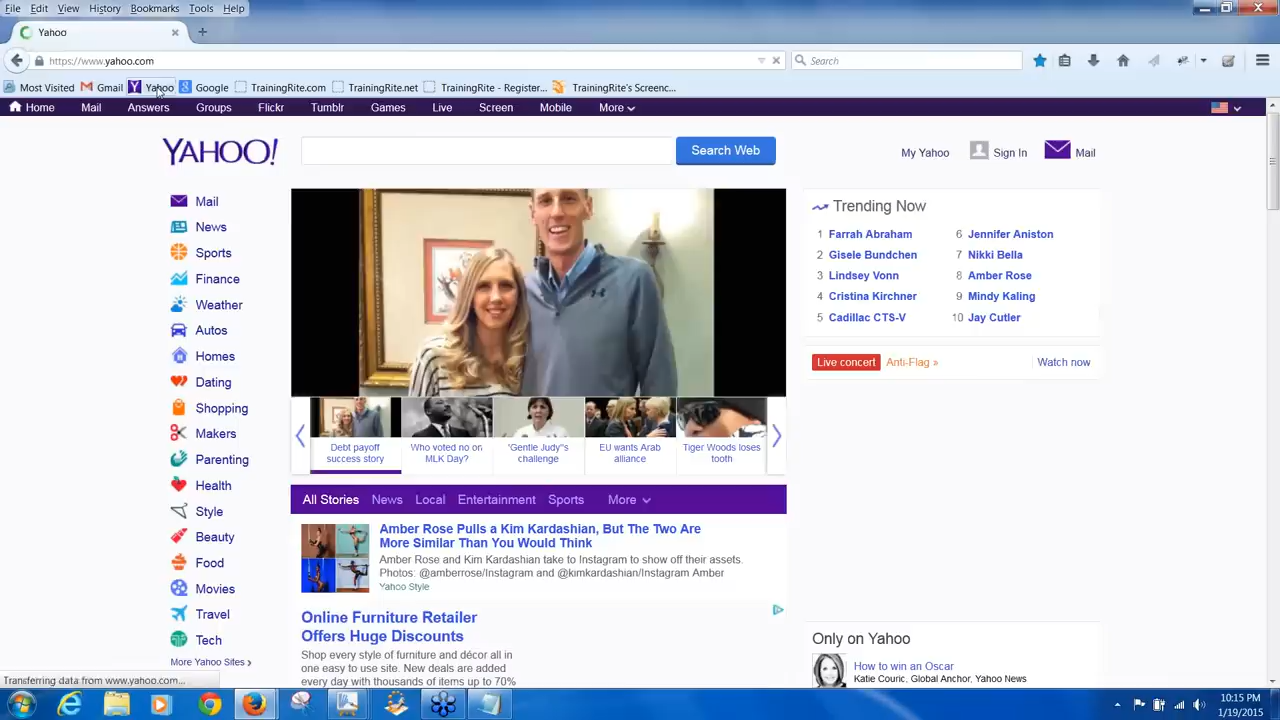 File Edit View History Bookmarks Tools Help
Yahoo
https://www.yahoo.com
Search
Most Visited Gmail Yahoo Google TrainingRite.com TrainingRite.net TrainingRite - Register... TrainingRite's Screenc...
Home Mail Answers Groups Flickr Tumblr Games Live Screen Mobile More
YAHOO!
Search Web
My Yahoo Sign In Mail
Mail
News
Sports
Finance
Weather
Autos
Homes
Dating
Shopping
Makers
Parenting
Health
Style
Beauty
Food
Movies
Travel
Tech
More Yahoo Sites ›
Debt payoff
success story
Who voted no on
MLK Day?
'Gentle Judy"s
challenge
EU wants Arab
alliance
Tiger Woods loses
tooth
All Stories News Local Entertainment Sports More
Amber Rose Pulls a Kim Kardashian, But The Two Are
More Similar Than You Would Think
Amber Rose and Kim Kardashian take to Instagram to show off their assets.
Photos: @amberrose/Instagram and @kimkardashian/Instagram Amber
Yahoo Style
Online Furniture Retailer
Offers Huge Discounts
Shop every style of furniture and décor all in
one easy to use site. New deals are added
every day with thousands of items up to 70%
Trending Now
1 Farrah Abraham
2 Gisele Bundchen
3 Lindsey Vonn
4 Cristina Kirchner
5 Cadillac CTS-V
6 Jennifer Aniston
7 Nikki Bella
8 Amber Rose
9 Mindy Kaling
10 Jay Cutler
Live concert Anti-Flag » Watch now
Only on Yahoo
How to win an Oscar
Katie Couric, Global Anchor, Yahoo News
Transferring data from www.yahoo.com...
10:15 PM
1/19/2015